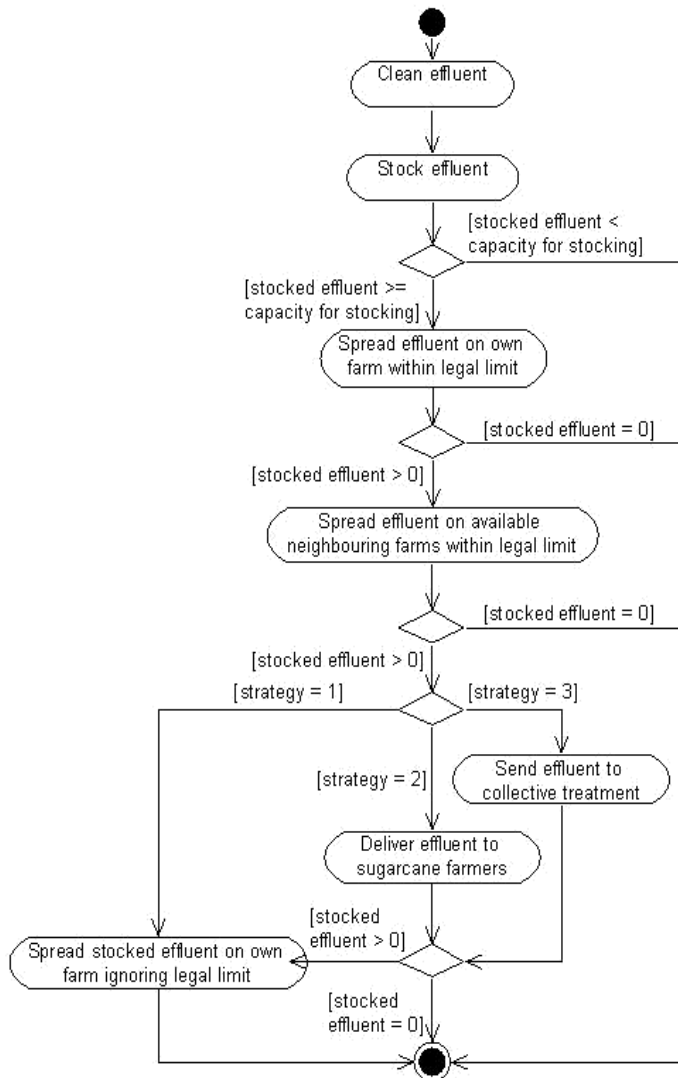 Clean effluent
Stock effluent
[stocked effluent <
capacity for stocking]
[stocked effluent >=
capacity for stocking]
Spread effluent on own
farm within legal limit
[stocked effluent = 0]
[stocked effluent > 0]
Spread effluent on available
neighbouring farms within legal limit
[stocked effluent = 0]
[stocked effluent > 0]
[strategy = 1]
[strategy = 3]
Send effluent to
collective treatment
[strategy = 2]
Deliver effluent to
sugarcane farmers
[stocked
effluent > 0]
Spread stocked effluent on own
farm ignoring legal limit
[stocked
effluent = 0]